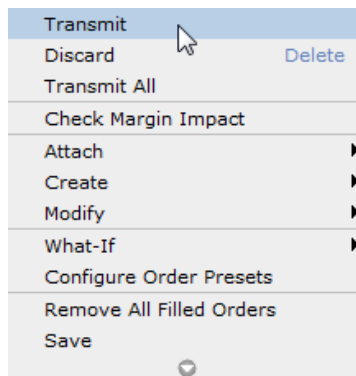 Transmit
Discard Delete
Transmit All
Check Margin Impact
Attach
Create
Modify
What-If
Configure Order Presets
Remove All Filled Orders
Save